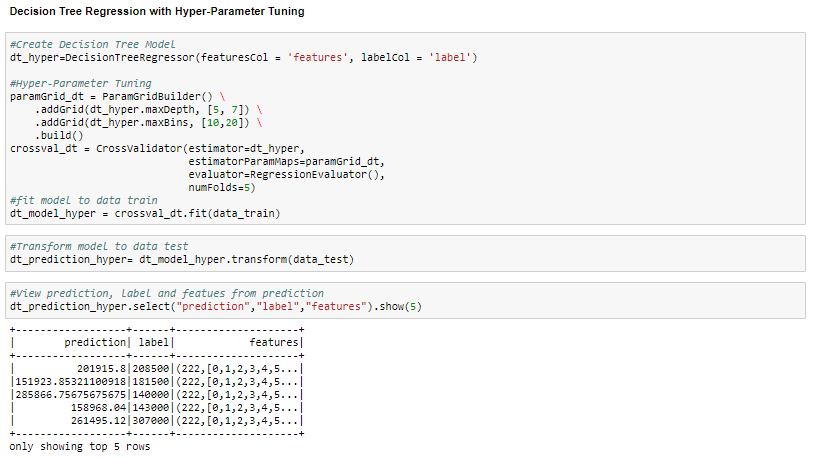 Decision Tree Regression with Hyper-Parameter Tuning
#Create Decision Tree Model
dt_hyper=DecisionTreeRegressor(featuresCol = 'features', labelCol = 'label')
#Hyper-Parameter Tuning
paramGrid_dt = ParamGridBuilder() \
    .addGrid(dt_hyper.maxDepth, [5, 7]) \
    .addGrid(dt_hyper.maxBins, [10,20]) \
    .build()
crossval_dt = CrossValidator(estimator=dt_hyper,
                             estimatorParamMaps=paramGrid_dt,
                             evaluator=RegressionEvaluator(),
                             numFolds=5)
#fit model to data train
dt_model_hyper = crossval_dt.fit(data_train)
#Transform model to data test
dt_prediction_hyper= dt_model_hyper.transform(data_test)
#View prediction, Label and featues from prediction
dt_prediction_hyper.select("prediction","label","features").show(5)
+------------------+------+--------------------+
|        prediction| label|            features|
+------------------+------+--------------------+
|          201915.8|208500|(222,[0,1,2,3,4,5...|
|151923.85321100918|181500|(222,[0,1,2,3,4,5...|
|285866.75675675675|140000|(222,[0,1,2,3,4,5...|
|         158968.04|143000|(222,[0,1,2,3,4,5...|
|         261495.12|307000|(222,[0,1,2,3,4,5...|
+------------------+------+--------------------+
only showing top 5 rows